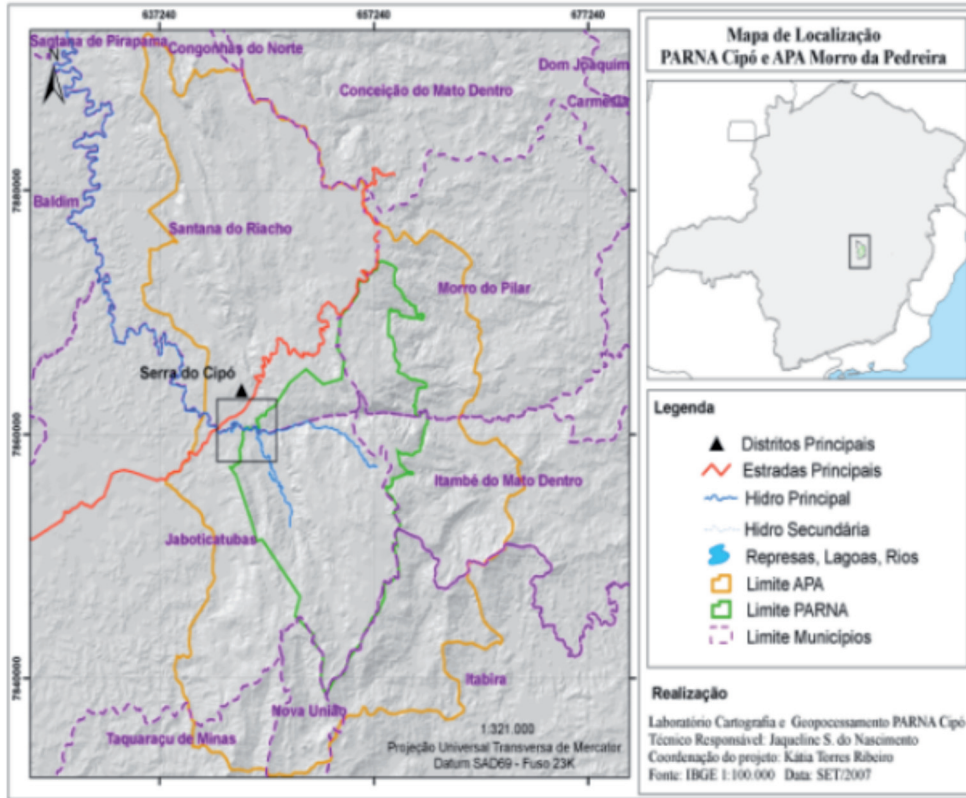 637240
657240
677240
Santana de Pirapama
Congonhas do Norte
N
Dom Joaquim
Conceição do Mato Dentro
Carmésia
7880000
Baldim
Santana do Riacho
Morro do Pilar
Serra do Cipó
7860000
Itambé do Mato Dentro
Jaboticatubas
7840000
Itabira
Nova União
Taquaraçu de Minas
1:321.000
Projeção Universal Transversa de Mercator
Datum SAD69 - Fuso 23K
Mapa de Localização
PARNA Cipó e APA Morro da Pedreira
Legenda
Distritos Principais
Estradas Principais
Hidro Principal
Hidro Secundária
Represas, Lagoas, Rios
Limite APA
Limite PARNA
Limite Municípios
Realização
Laboratório Cartografia e Geopocessamento PARNA Cipó
Técnico Responsável: Jaqueline S. do Nascimento
Coordenação do projeto: Kátia Torres Ribeiro
Fonte: IBGE 1:100.000 Data: SET/2007